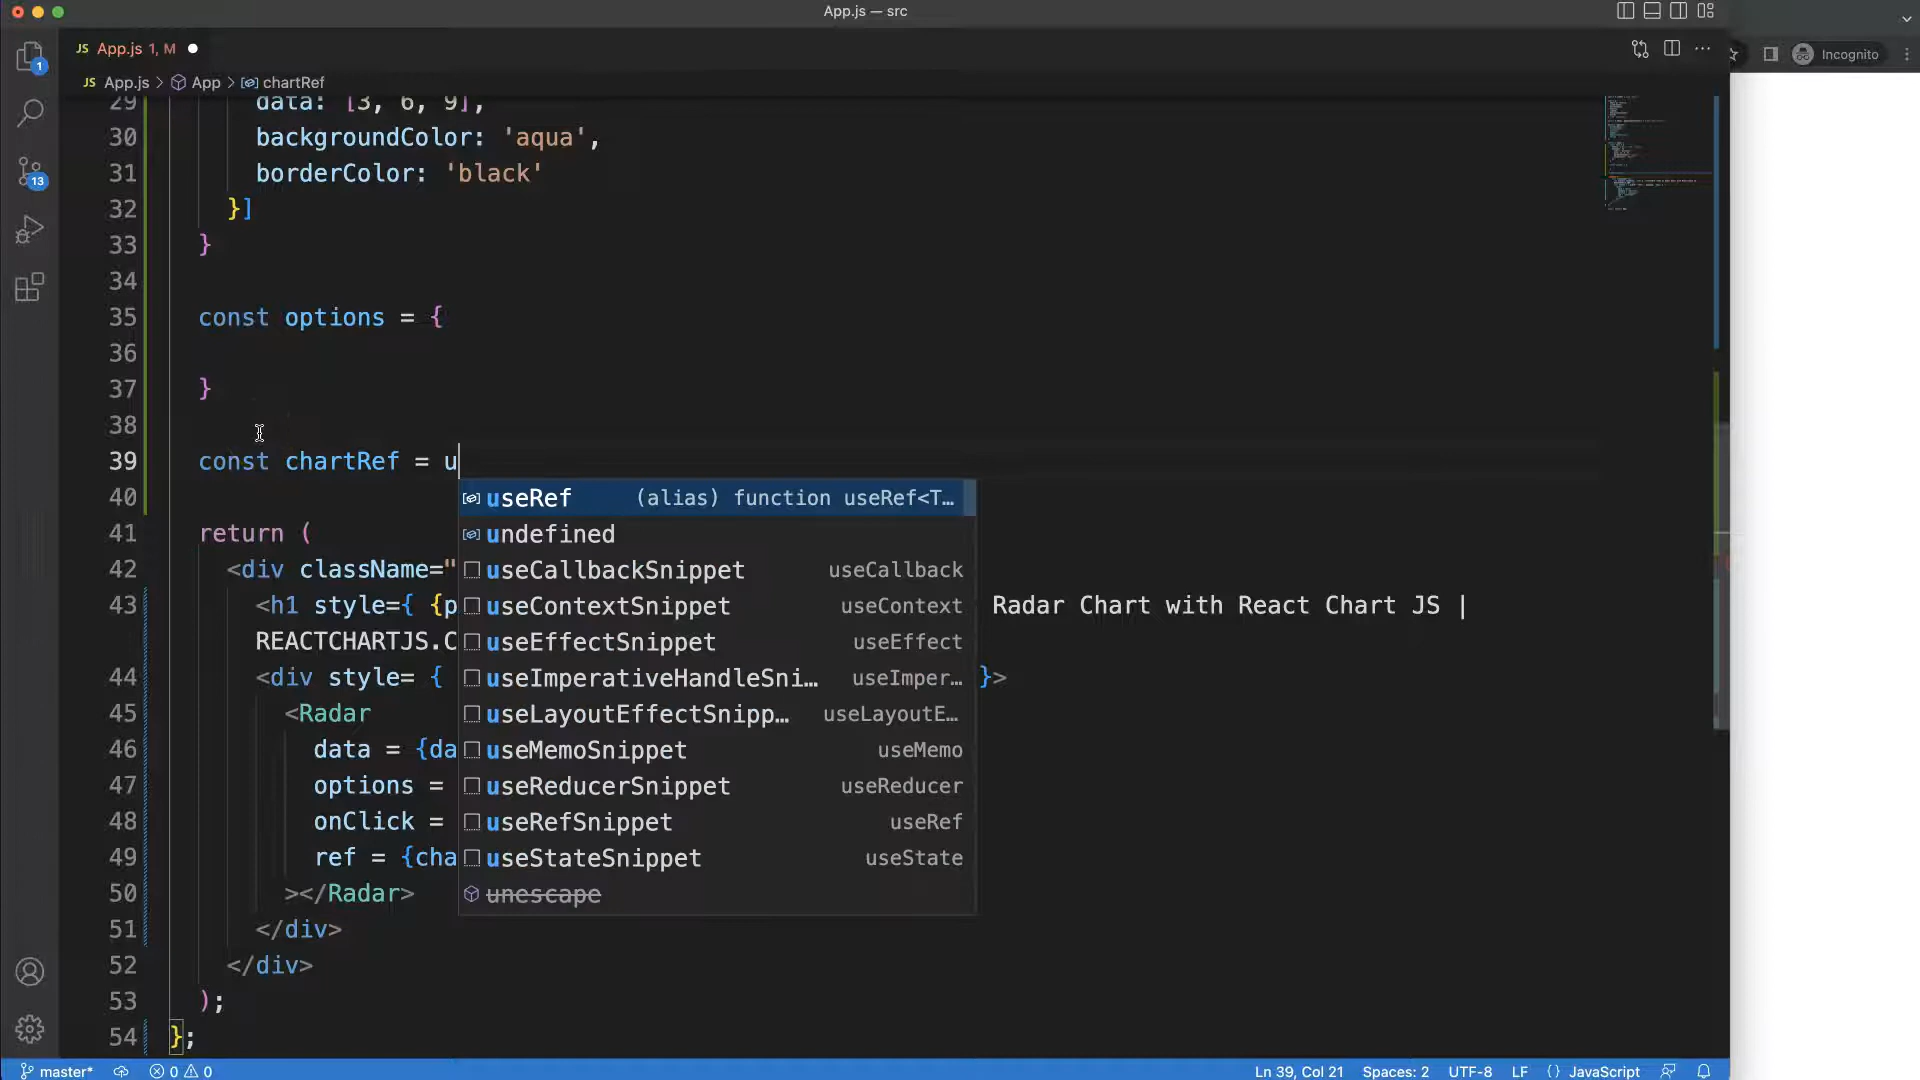 App.js — src
JS App.js 1, M
Incognito
JS App.js > App > chartRef
1
13
29 data: [3, 6, 9],
30 backgroundColor: 'aqua',
31 borderColor: 'black'
32 }]
33 }
34
35 const options = {
36
37 }
38
39 const chartRef = u
40
41 return (
42 <div className="
43 <h1 style={ {p Radar Chart with React Chart JS |
REACTCHARTJS.C
44 <div style= { }>
45 <Radar
46 data = {da
47 options =
48 onClick =
49 ref = {cha
50 ></Radar>
51 </div>
52 </div>
53 );
54 };
useRef (alias) function useRef<T…
undefined
useCallbackSnippet useCallback
useContextSnippet useContext
useEffectSnippet useEffect
useImperativeHandleSni… useImper…
useLayoutEffectSnipp… useLayoutE…
useMemoSnippet useMemo
useReducerSnippet useReducer
useRefSnippet useRef
useStateSnippet useState
unescape
master* 0 0 Ln 39, Col 21 Spaces: 2 UTF-8 LF {} JavaScript